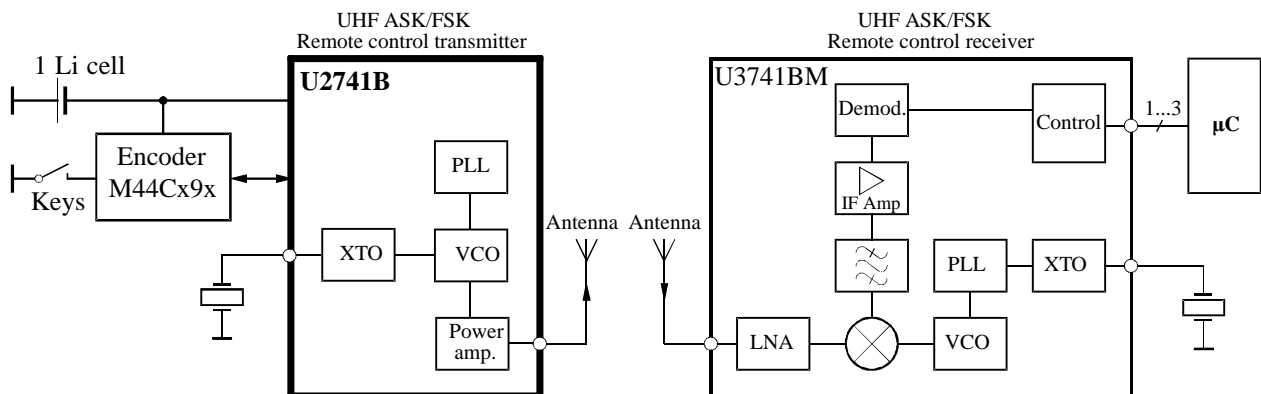 UHF ASK/FSK
Remote control transmitter
UHF ASK/FSK
Remote control receiver
1 Li cell
U2741B
U3741BM
Demod.
Control
1...3
µC
Encoder
M44Cx9x
Keys
PLL
IF Amp
Antenna
Antenna
XTO
VCO
PLL
XTO
Power
amp.
LNA
VCO